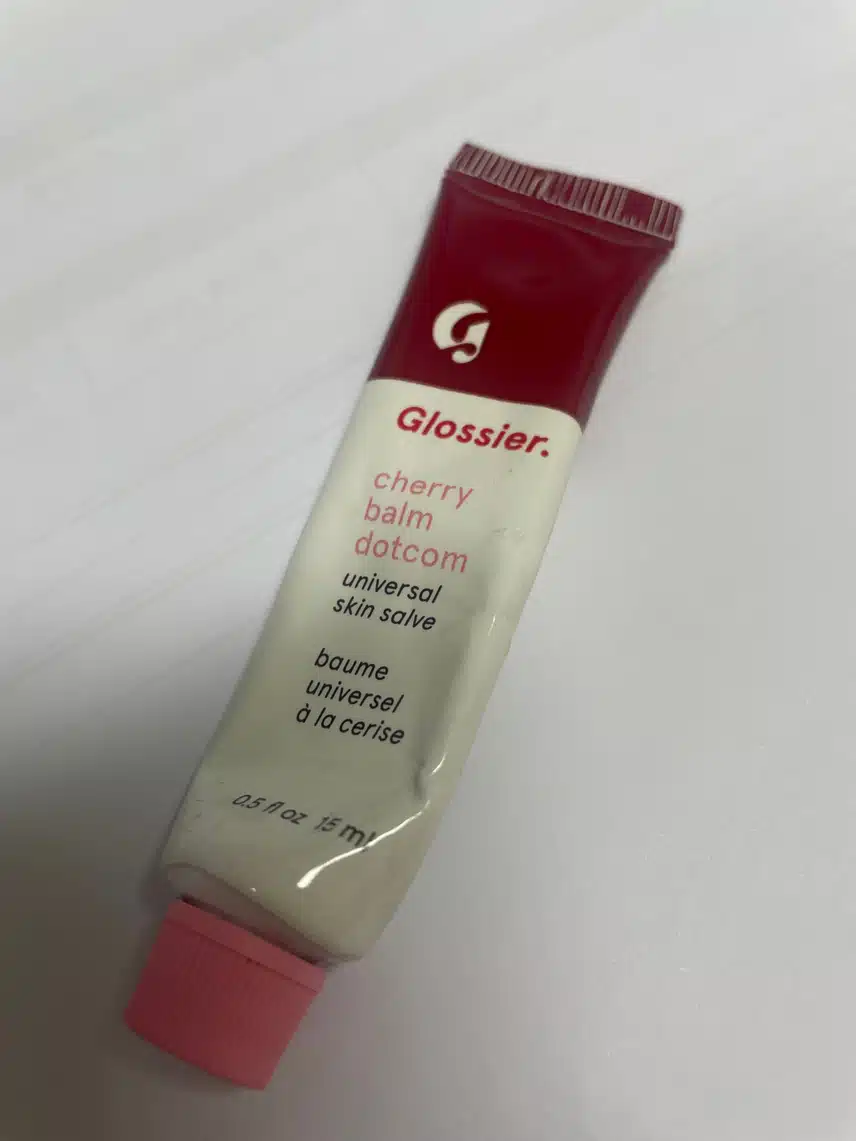 G
Glossier.
cherry
balm
dotcom
universal
skin salve
baume
universel
à la cerise
0.5 fl oz 15 ml